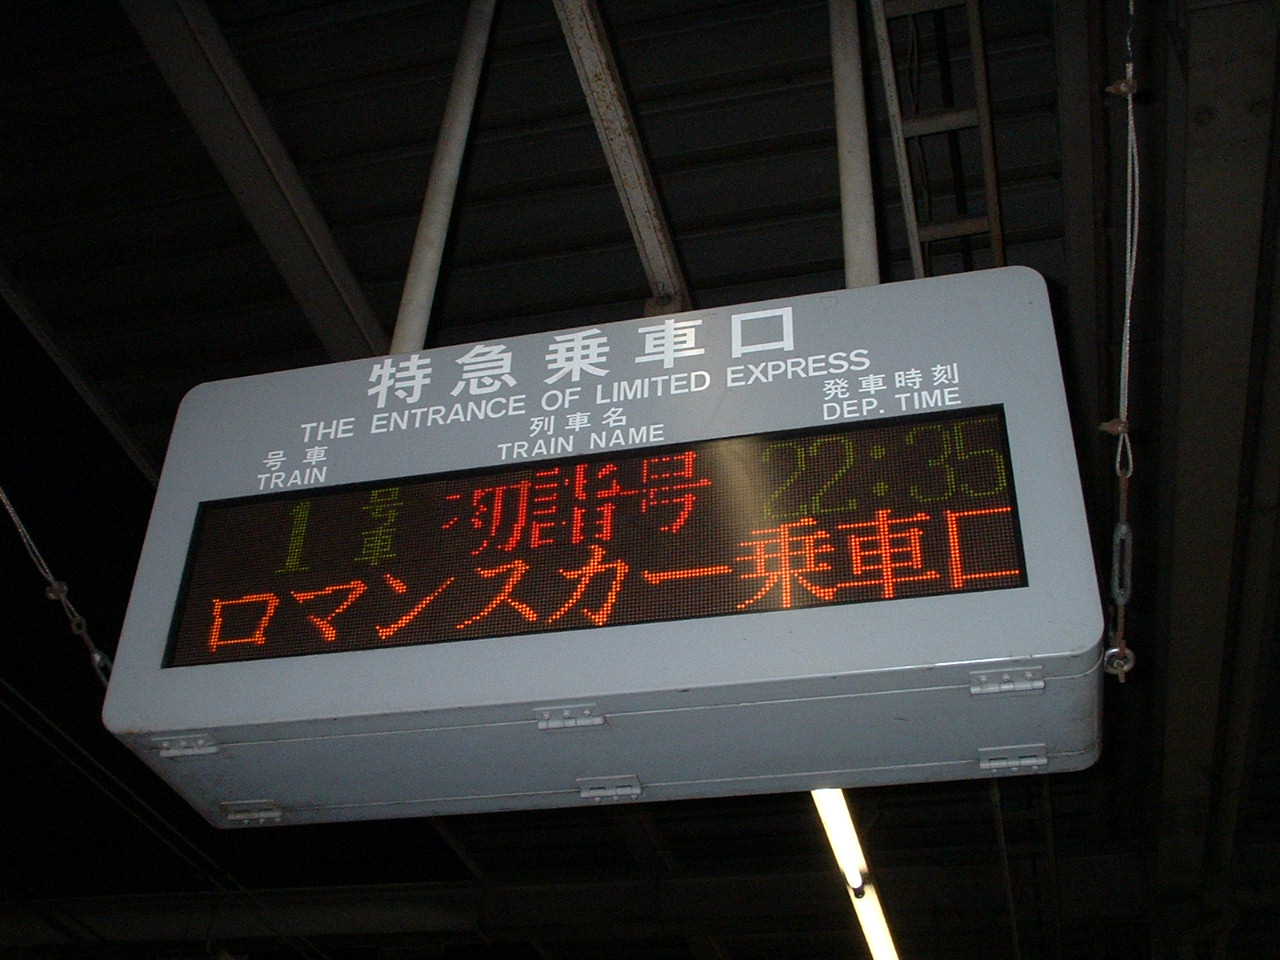 特急乗車口
THE ENTRANCE OF LIMITED EXPRESS
号車 列車名 発車時刻
TRAIN TRAIN NAME DEP. TIME
1号車 初詣号 22:35
ロマンスカー乗車口